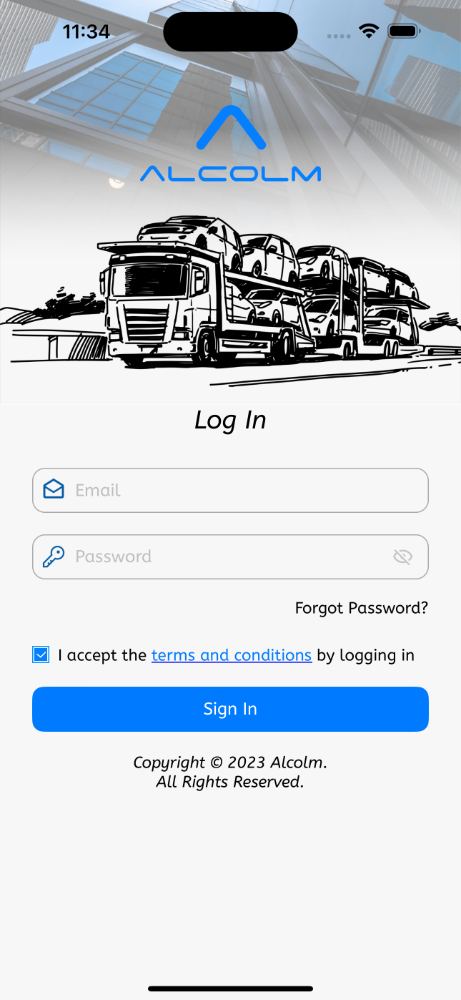 11:34
ALCOLM
Log In
Email
Password
Forgot Password?
I accept the terms and conditions by logging in
Sign In
Copyright © 2023 Alcolm.
All Rights Reserved.